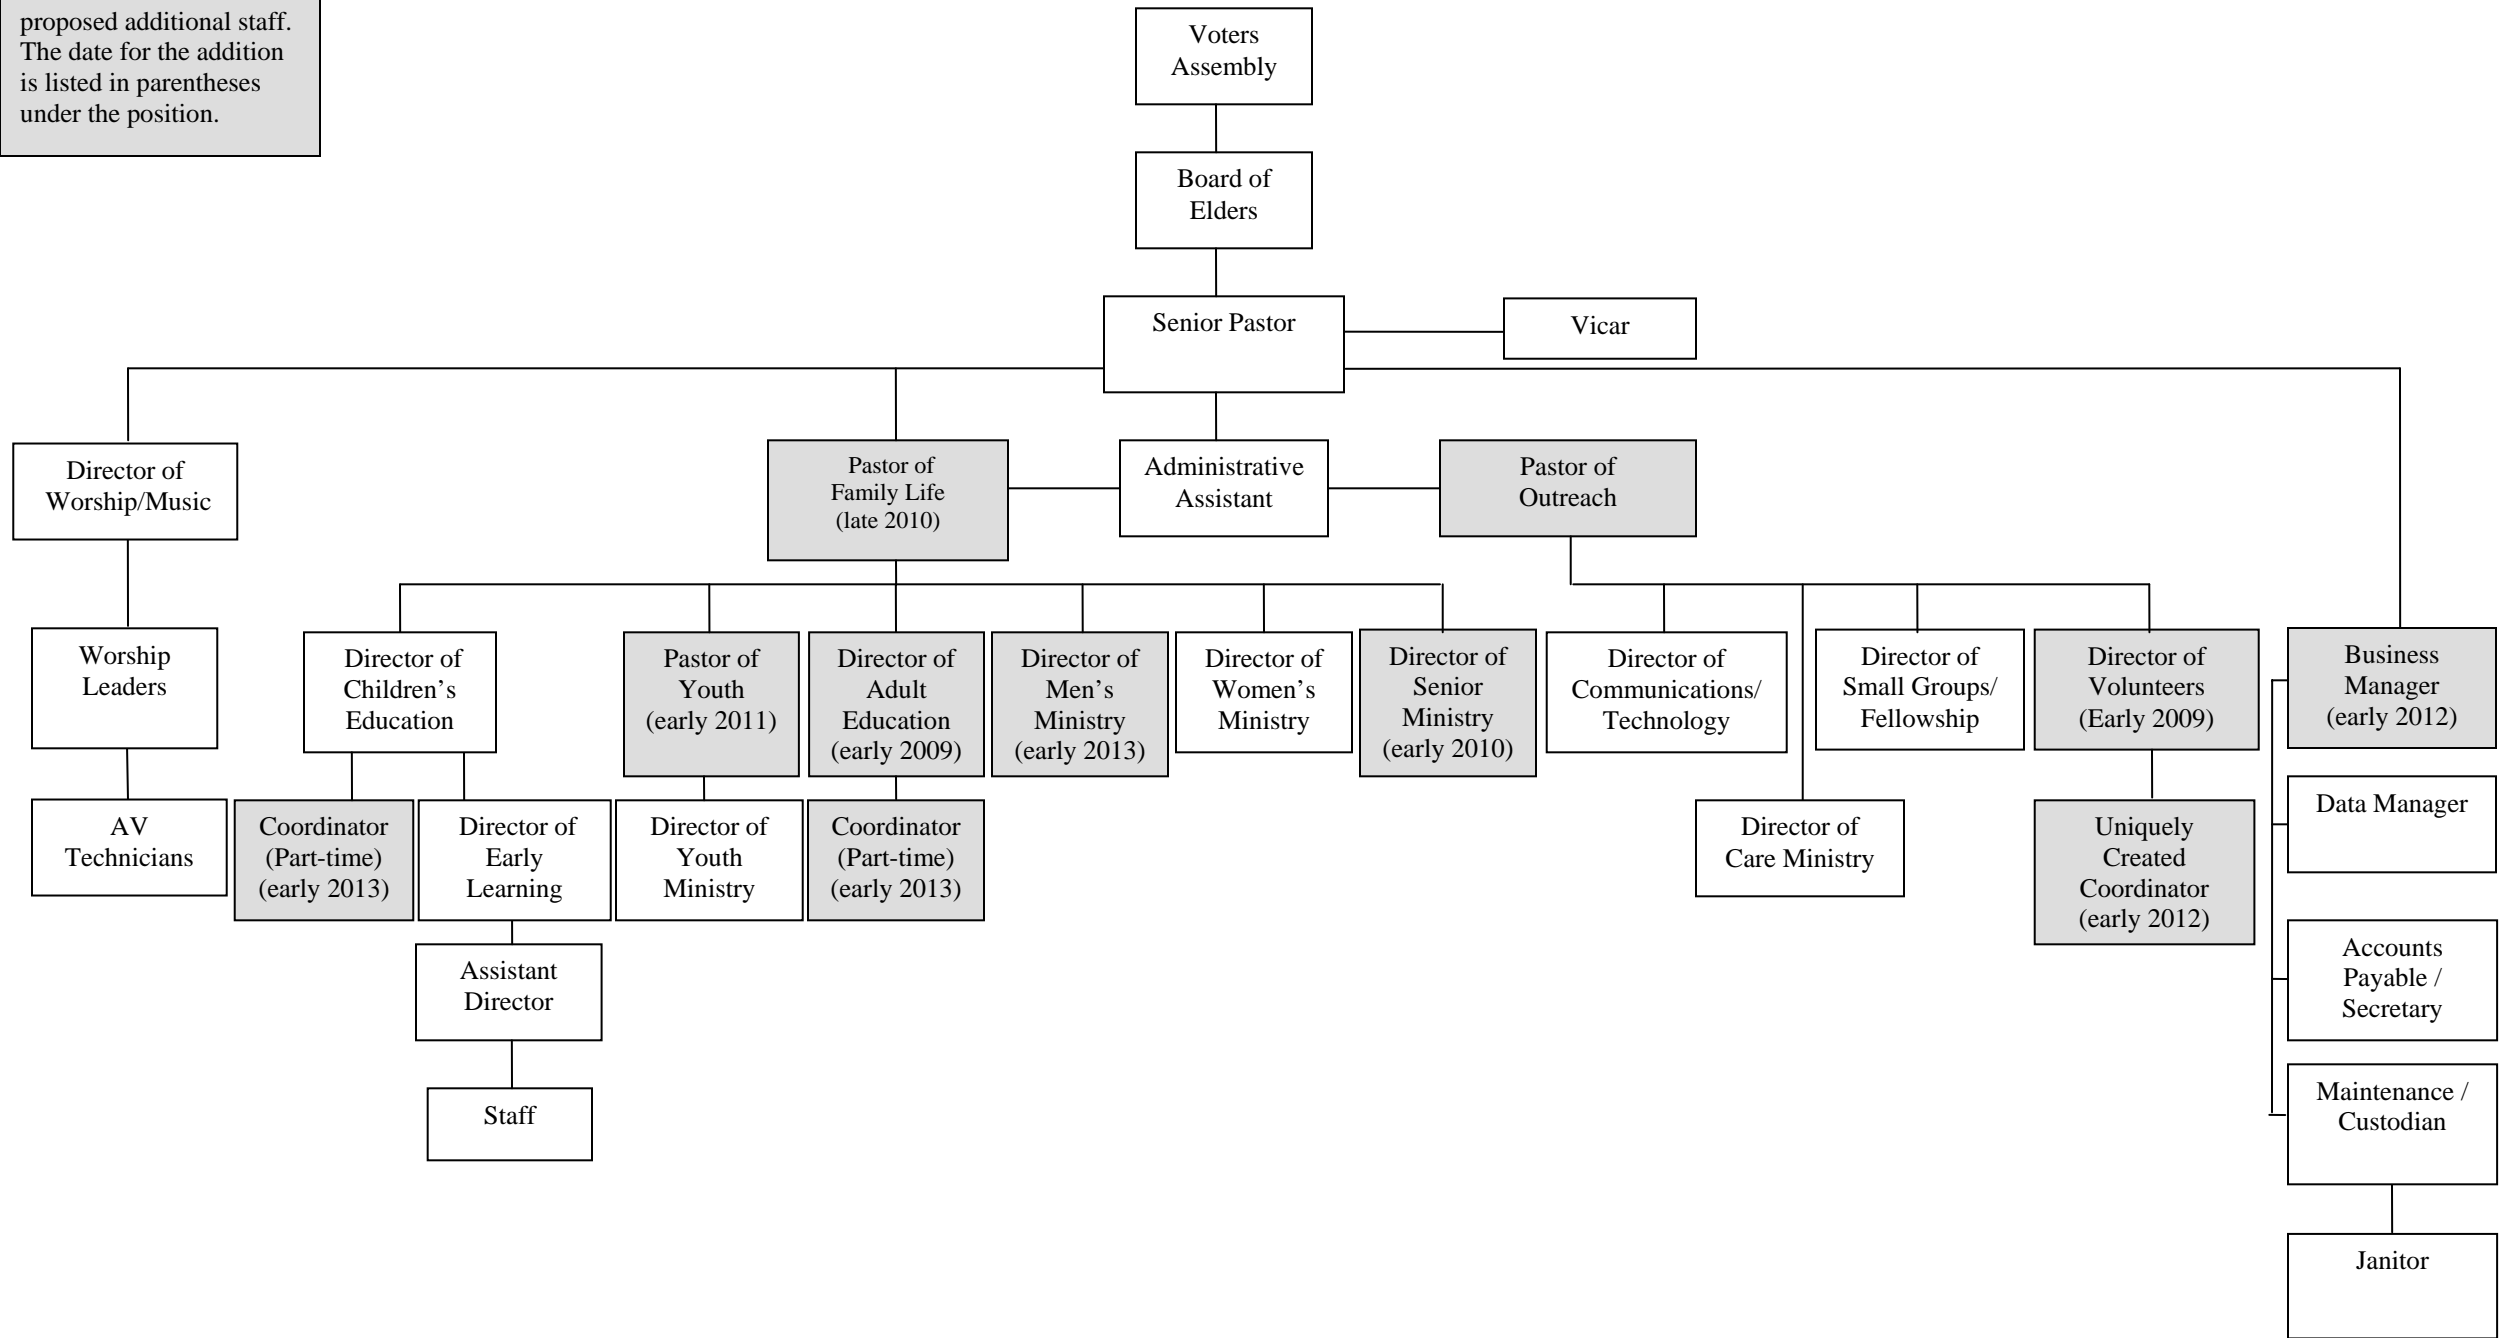 proposed additional staff.
The date for the addition
is listed in parentheses
under the position.
Voters
Assembly
Board of
Elders
Senior Pastor
Vicar
Director of
Worship/Music
Pastor of
Family Life
(late 2010)
Administrative
Assistant
Pastor of
Outreach
Worship
Leaders
Director of
Children’s
Education
Pastor of
Youth
(early 2011)
Director of
Adult
Education
(early 2009)
Director of
Men’s
Ministry
(early 2013)
Director of
Women’s
Ministry
Director of
Senior
Ministry
(early 2010)
Director of
Communications/
Technology
Director of
Small Groups/
Fellowship
Director of
Volunteers
(Early 2009)
Business
Manager
(early 2012)
AV
Technicians
Coordinator
(Part-time)
(early 2013)
Director of
Early
Learning
Director of
Youth
Ministry
Coordinator
(Part-time)
(early 2013)
Director of
Care Ministry
Uniquely
Created
Coordinator
(early 2012)
Data Manager
Assistant
Director
Accounts
Payable /
Secretary
Staff
Maintenance /
Custodian
Janitor